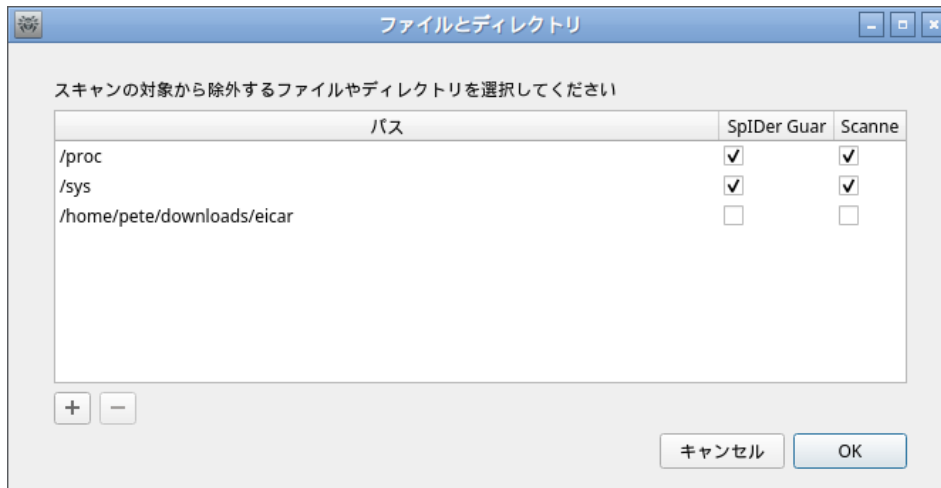 ファイルとディレクトリ
スキャンの対象から除外するファイルやディレクトリを選択してください
パス SpIDer Guar Scanne
/proc
/sys
/home/pete/downloads/eicar
キャンセル OK